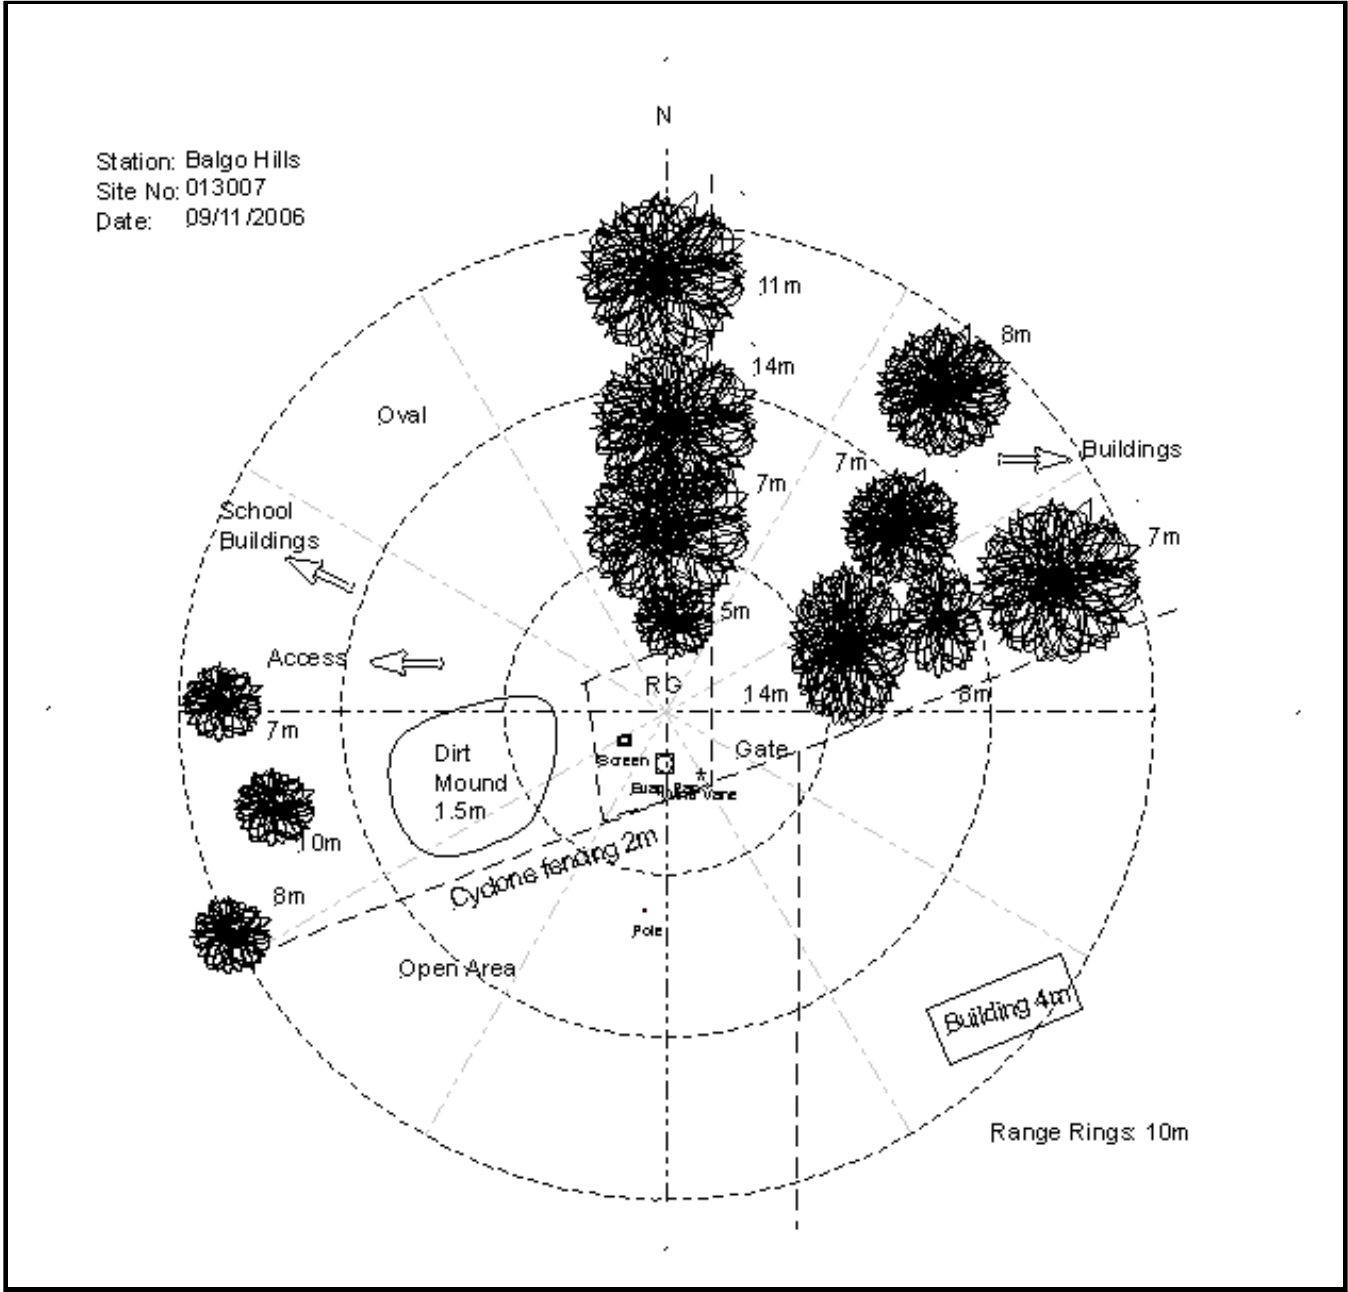 N
Station: Balgo Hills
Site No: 013007
Date: 09/11/2006
11m
8m
14m
Oval
Buildings
7m
7m
School
Buildings
7m
5m
Access
RG
14m
8m
7m
Gate
Dirt
Mound
1.5m
Screen
Wind Vane
10m
Cyclone fencing 2m
8m
Pole
Open Area
Building 4m
Range Rings: 10m